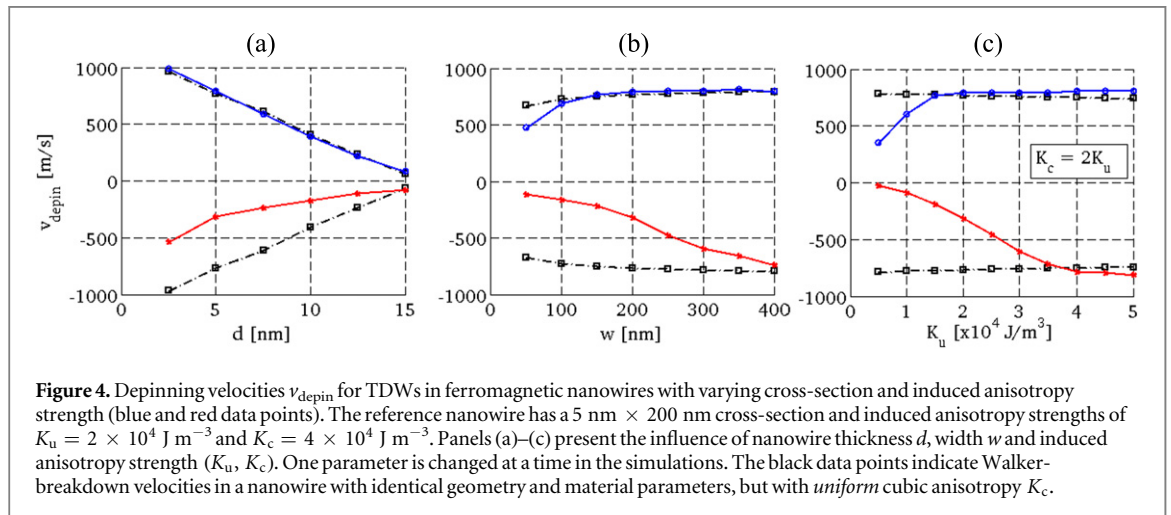 (a) (b) (c)
1000 1000 1000
500 500 500
0 0 0
-500 -500 -500
-1000 -1000 -1000
v_depin [m/s]
K_c = 2K_u
0 5 10 15 0 100 200 300 400 0 1 2 3 4 5
d [nm] w [nm] K_u [x10^4 J/m^3]
Figure 4. Depinning velocities v_depin for TDWs in ferromagnetic nanowires with varying cross-section and induced anisotropy
strength (blue and red data points). The reference nanowire has a 5 nm × 200 nm cross-section and induced anisotropy strengths of
K_u = 2 × 10^4 J m^−3 and K_c = 4 × 10^4 J m^−3. Panels (a)–(c) present the influence of nanowire thickness d, width w and induced
anisotropy strength (K_u, K_c). One parameter is changed at a time in the simulations. The black data points indicate Walker-
breakdown velocities in a nanowire with identical geometry and material parameters, but with uniform cubic anisotropy K_c.